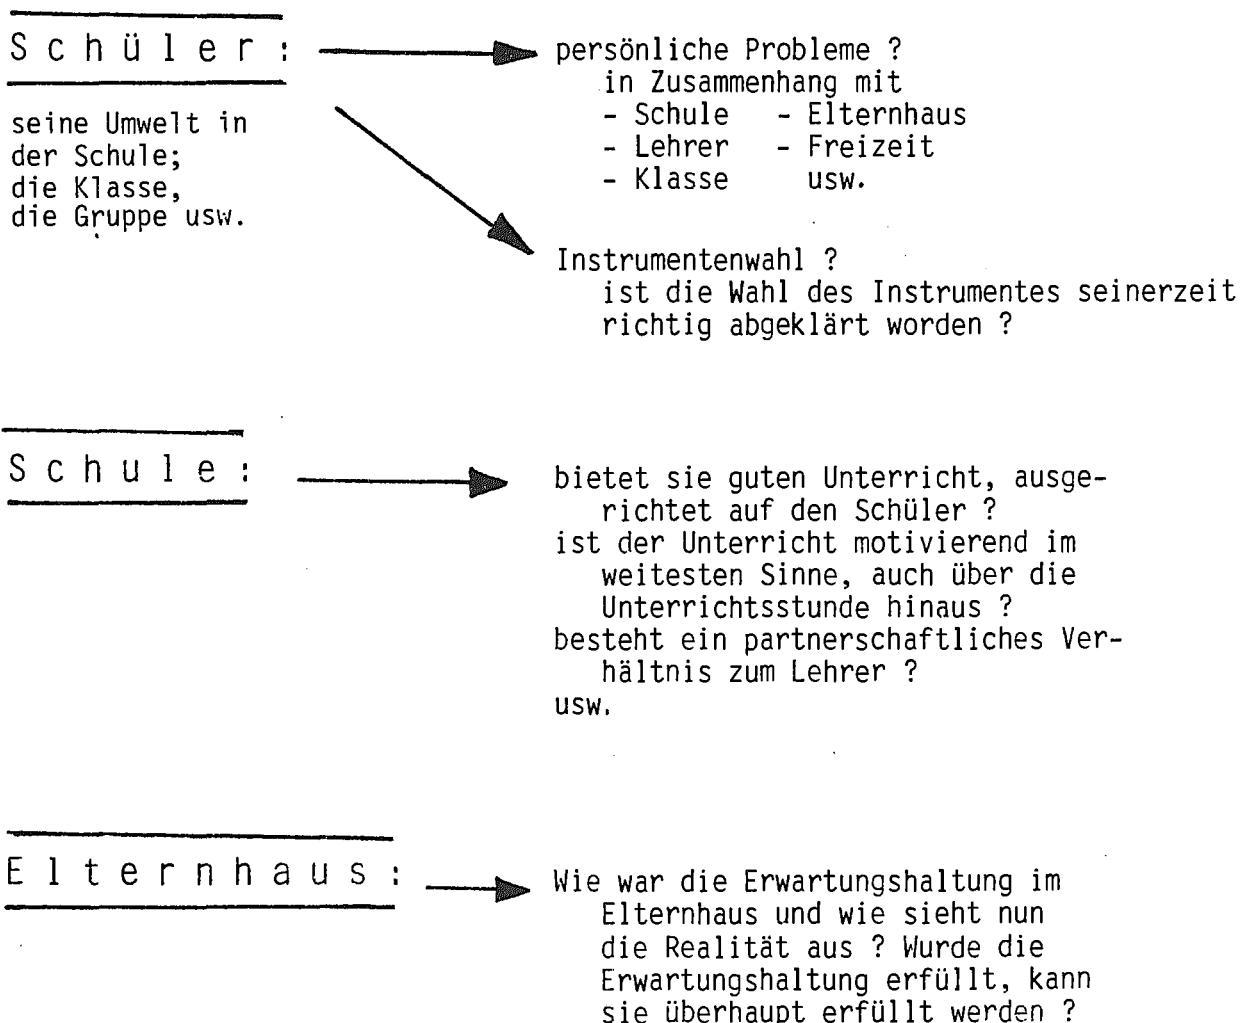 Schüler:
seine Umwelt in
der Schule;
die Klasse,
die Gruppe usw.
persönliche Probleme ?
in Zusammenhang mit
- Schule - Elternhaus
- Lehrer - Freizeit
- Klasse usw.
Instrumentenwahl ?
ist die Wahl des Instrumentes seinerzeit
richtig abgeklärt worden ?
Schule:
bietet sie guten Unterricht, ausge-
richtet auf den Schüler ?
ist der Unterricht motivierend im
weitesten Sinne, auch über die
Unterrichtsstunde hinaus ?
besteht ein partnerschaftliches Ver-
hältnis zum Lehrer ?
usw.
Elternhaus:
Wie war die Erwartungshaltung im
Elternhaus und wie sieht nun
die Realität aus ? Wurde die
Erwartungshaltung erfüllt, kann
sie überhaupt erfüllt werden ?